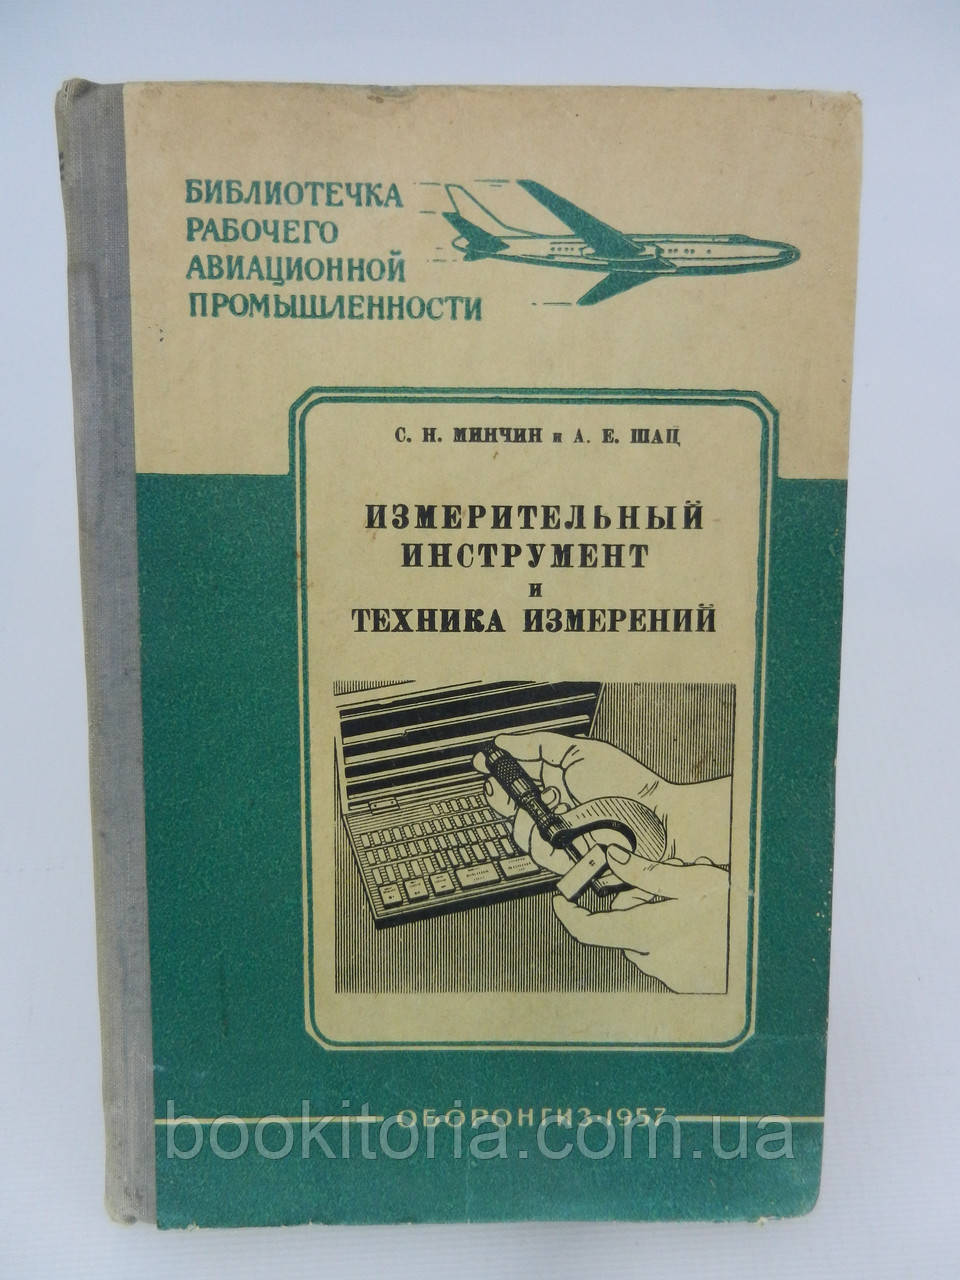 БИБЛИОТЕЧКА
РАБОЧЕГО
АВИАЦИОННОЙ
ПРОМЫШЛЕННОСТИ
С. Н. МИНЧИН и А. Е. ШАЦ
ИЗМЕРИТЕЛЬНЫЙ
ИНСТРУМЕНТ
и
ТЕХНИКА ИЗМЕРЕНИЙ
ОБОРОНГИЗ·1957
bookitoria.com.ua